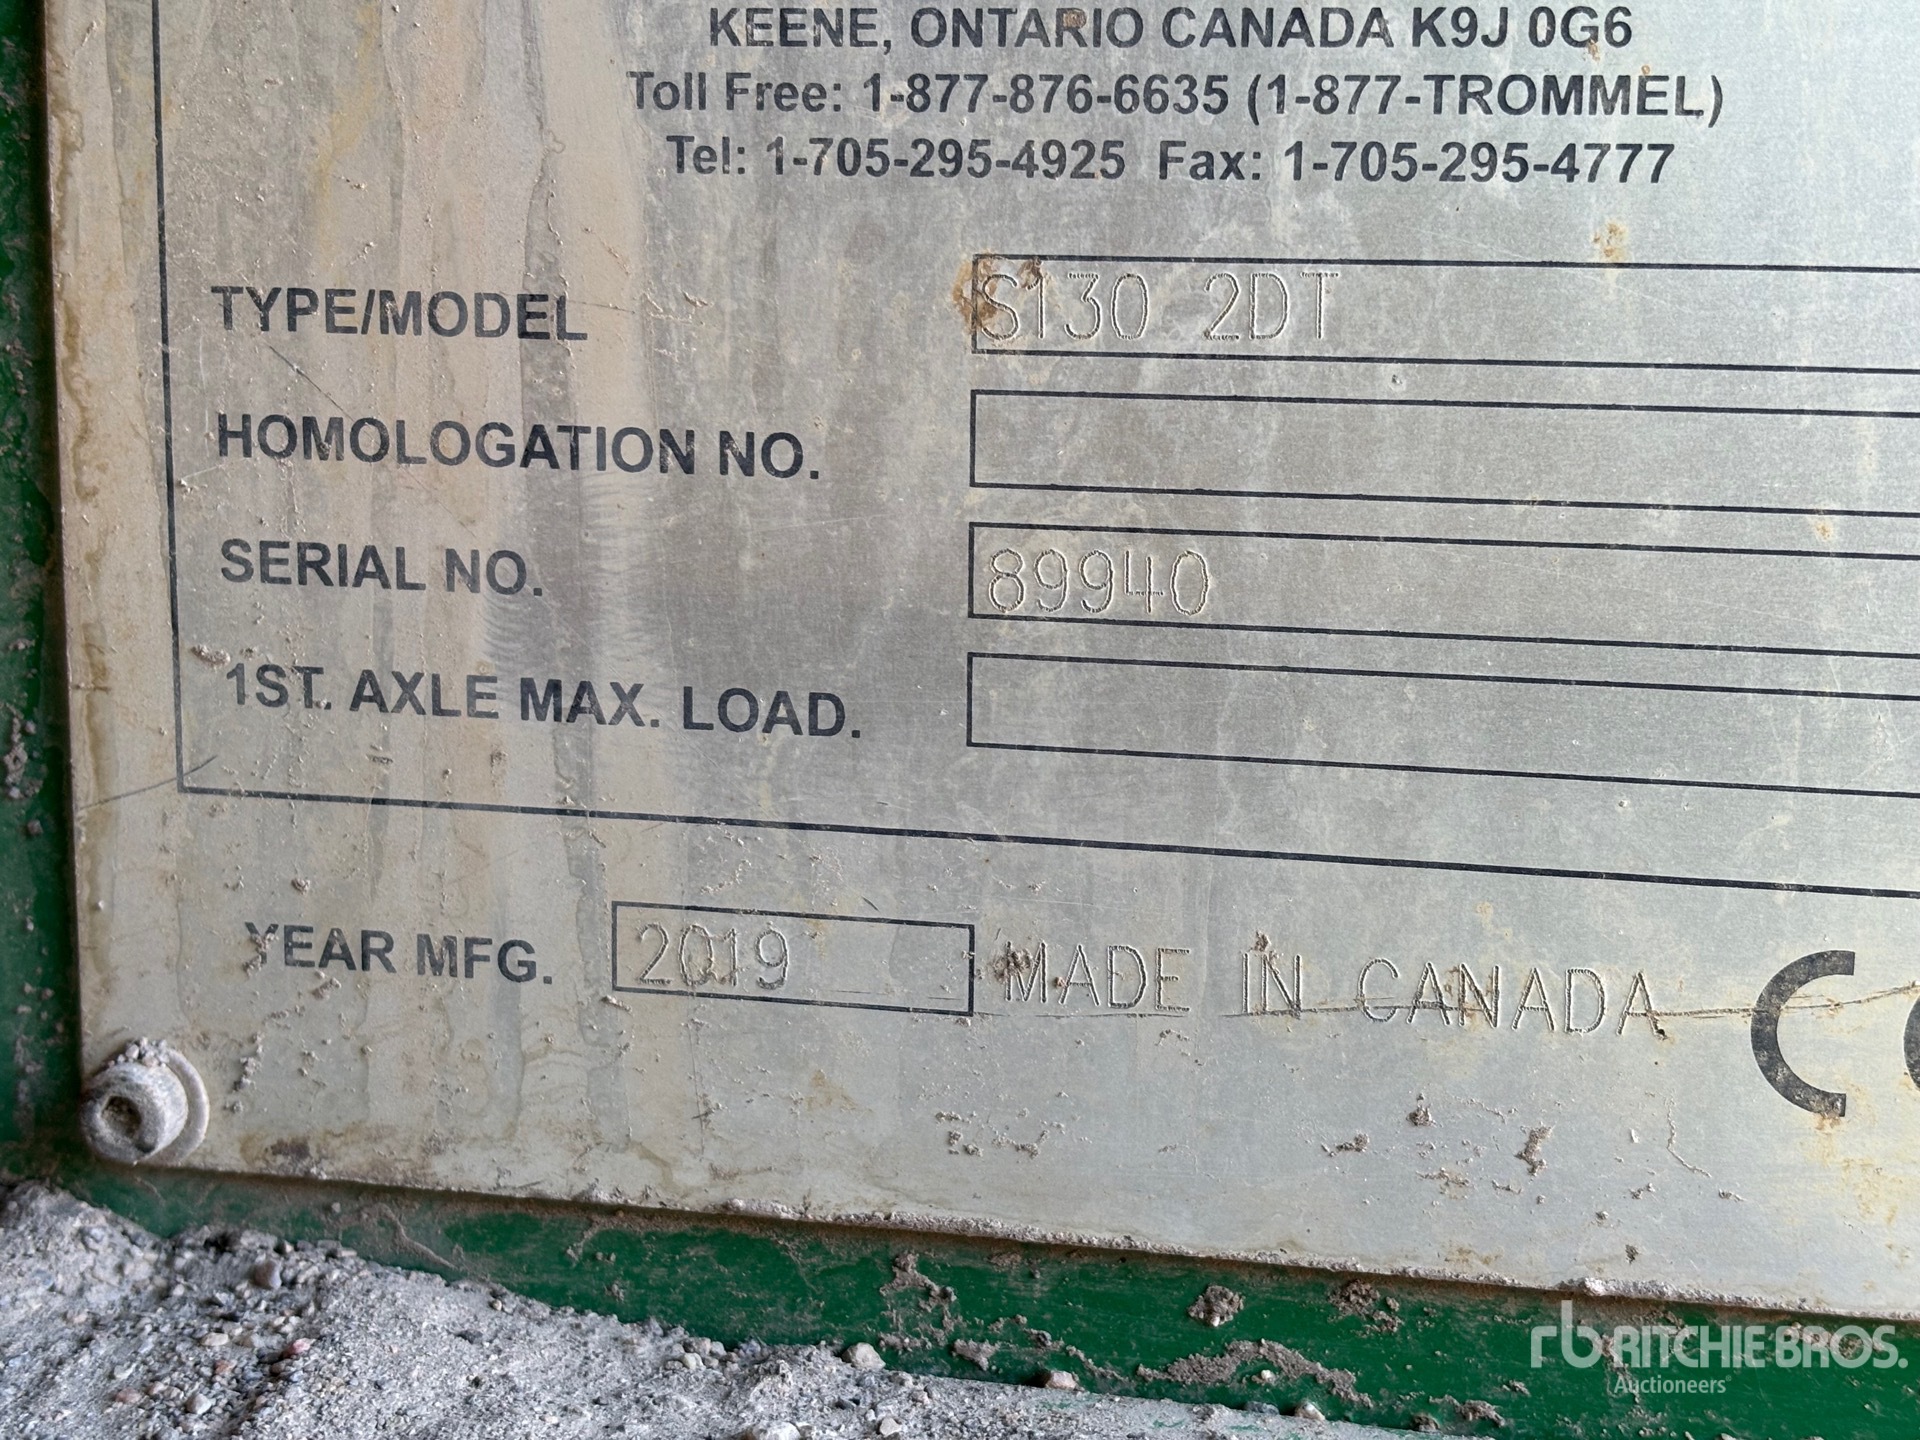 KEENE, ONTARIO CANADA K9J 0G6
Toll Free: 1-877-876-6635 (1-877-TROMMEL)
Tel: 1-705-295-4925 Fax: 1-705-295-4777
TYPE/MODEL S130 2DT
HOMOLOGATION NO.
SERIAL NO. 89940
1ST. AXLE MAX. LOAD.
YEAR MFG. 2019 MADE IN CANADA C
rb RITCHIE BROS.
Auctioneers